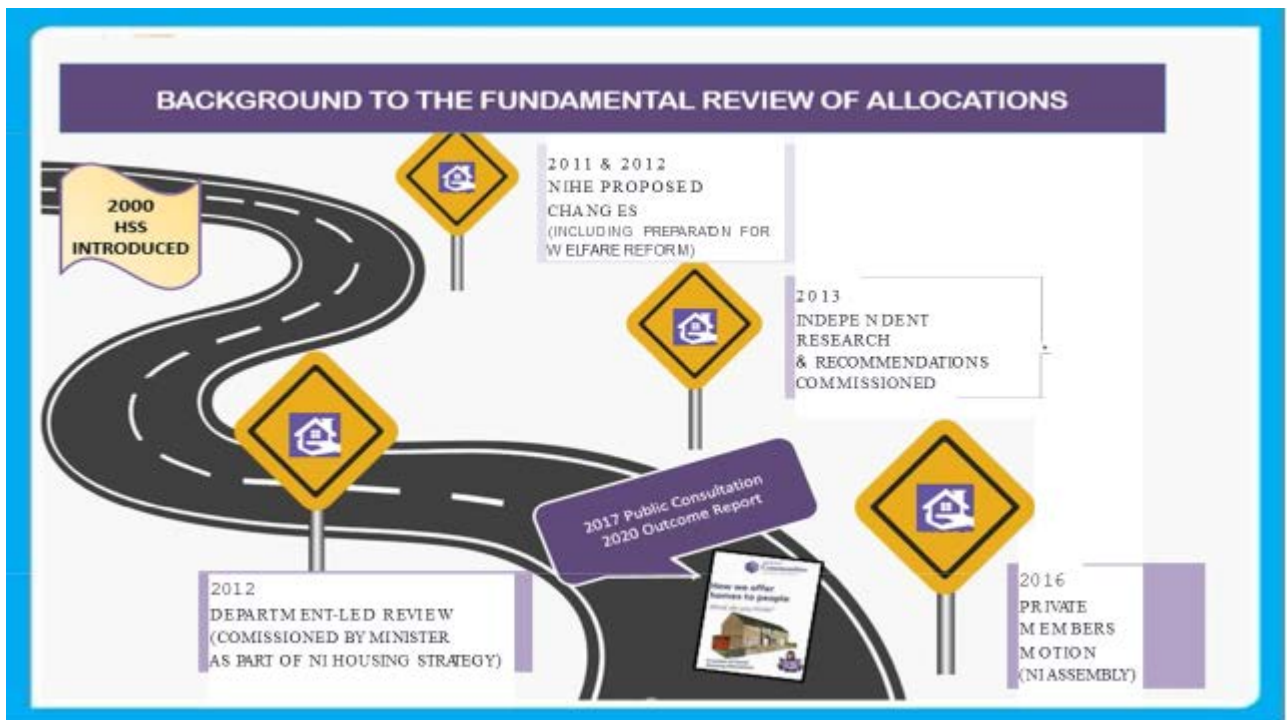 BACKGROUND TO THE FUNDAMENTAL REVIEW OF ALLOCATIONS
2000
HSS
INTRODUCED
2011 & 2012
NIHE PROPOSED
CHANGES
(INCLUDING PREPARATON FOR
WELFARE REFORM)
2012
DEPARTMENT-LED REVIEW
(COMISSIONED BY MINISTER
AS PART OF NI HOUSING STRATEGY)
2013
INDEPENDENT
RESEARCH
& RECOMMENDATIONS
COMMISSIONED
2016
PRIVATE
MEMBERS
MOTION
(NI ASSEMBLY)
2017 Public Consultation
2020 Outcome Report
Communities
How we offer
homes to people